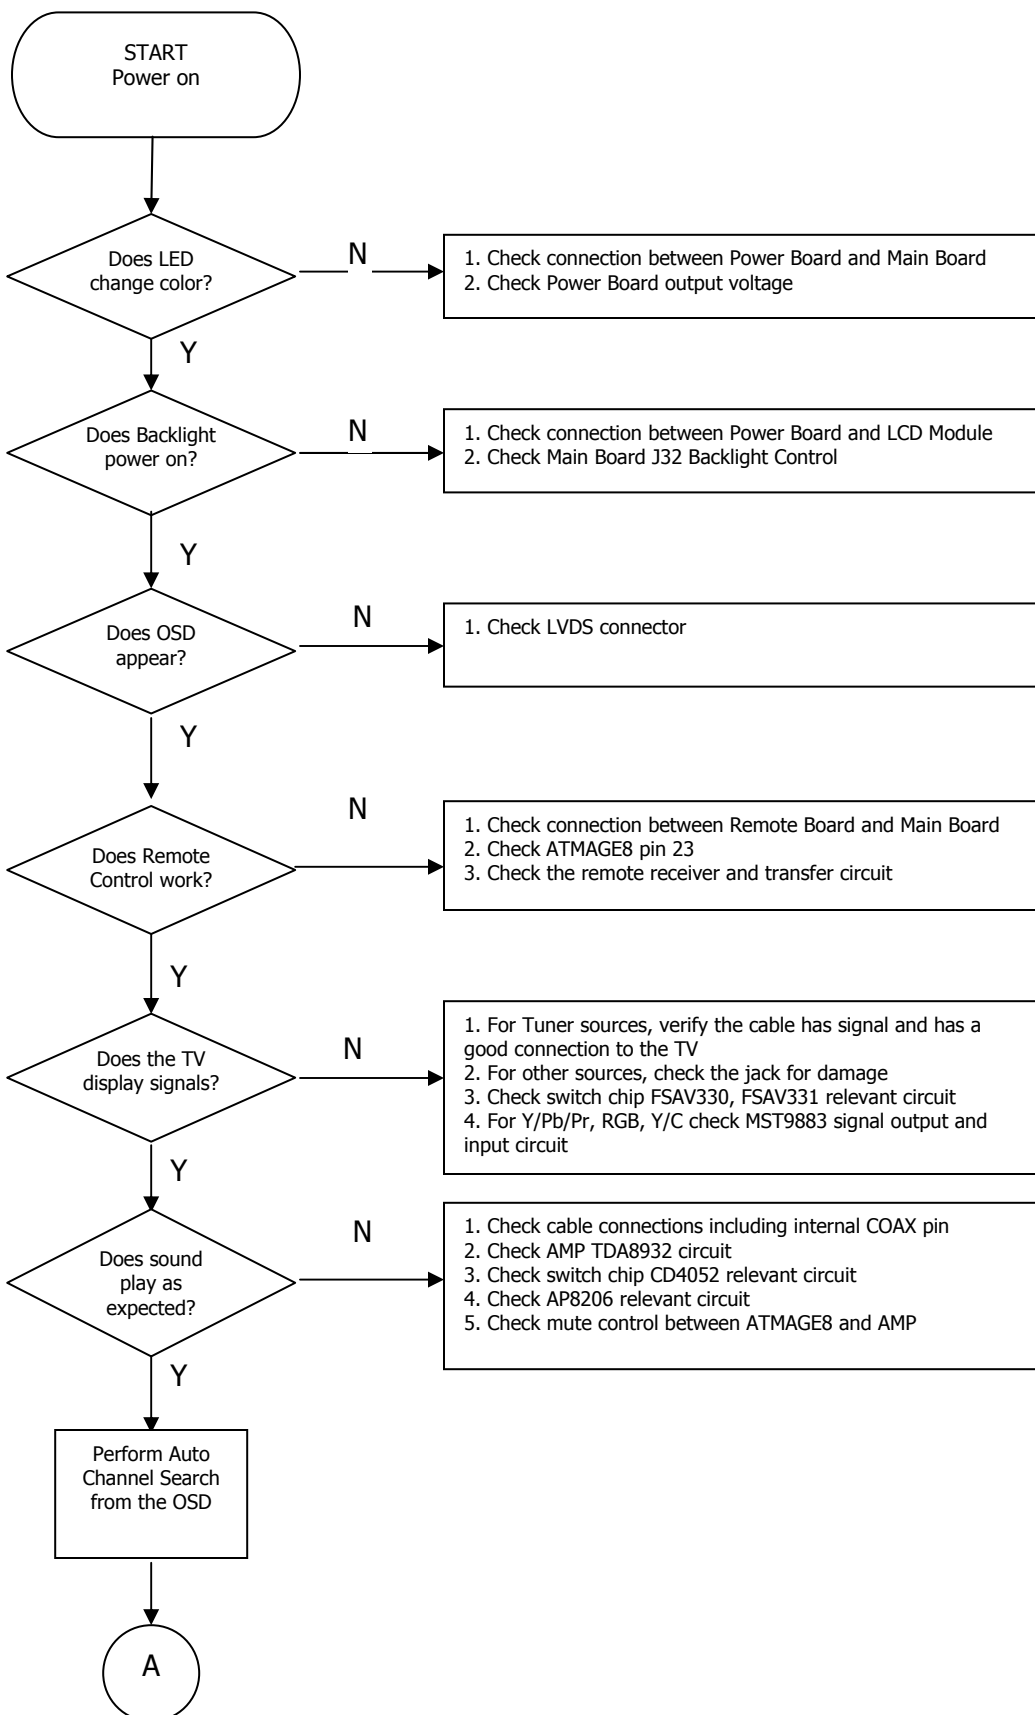 START
Power on
Does LED
change color?
N
1. Check connection between Power Board and Main Board
2. Check Power Board output voltage
Y
Does Backlight
power on?
N
1. Check connection between Power Board and LCD Module
2. Check Main Board J32 Backlight Control
Y
Does OSD
appear?
N
1. Check LVDS connector
Y
Does Remote
Control work?
N
1. Check connection between Remote Board and Main Board
2. Check ATMAGE8 pin 23
3. Check the remote receiver and transfer circuit
Y
Does the TV
display signals?
N
1. For Tuner sources, verify the cable has signal and has a
good connection to the TV
2. For other sources, check the jack for damage
3. Check switch chip FSAV330, FSAV331 relevant circuit
4. For Y/Pb/Pr, RGB, Y/C check MST9883 signal output and
input circuit
Y
Does sound
play as
expected?
N
1. Check cable connections including internal COAX pin
2. Check AMP TDA8932 circuit
3. Check switch chip CD4052 relevant circuit
4. Check AP8206 relevant circuit
5. Check mute control between ATMAGE8 and AMP
Y
Perform Auto
Channel Search
from the OSD
A